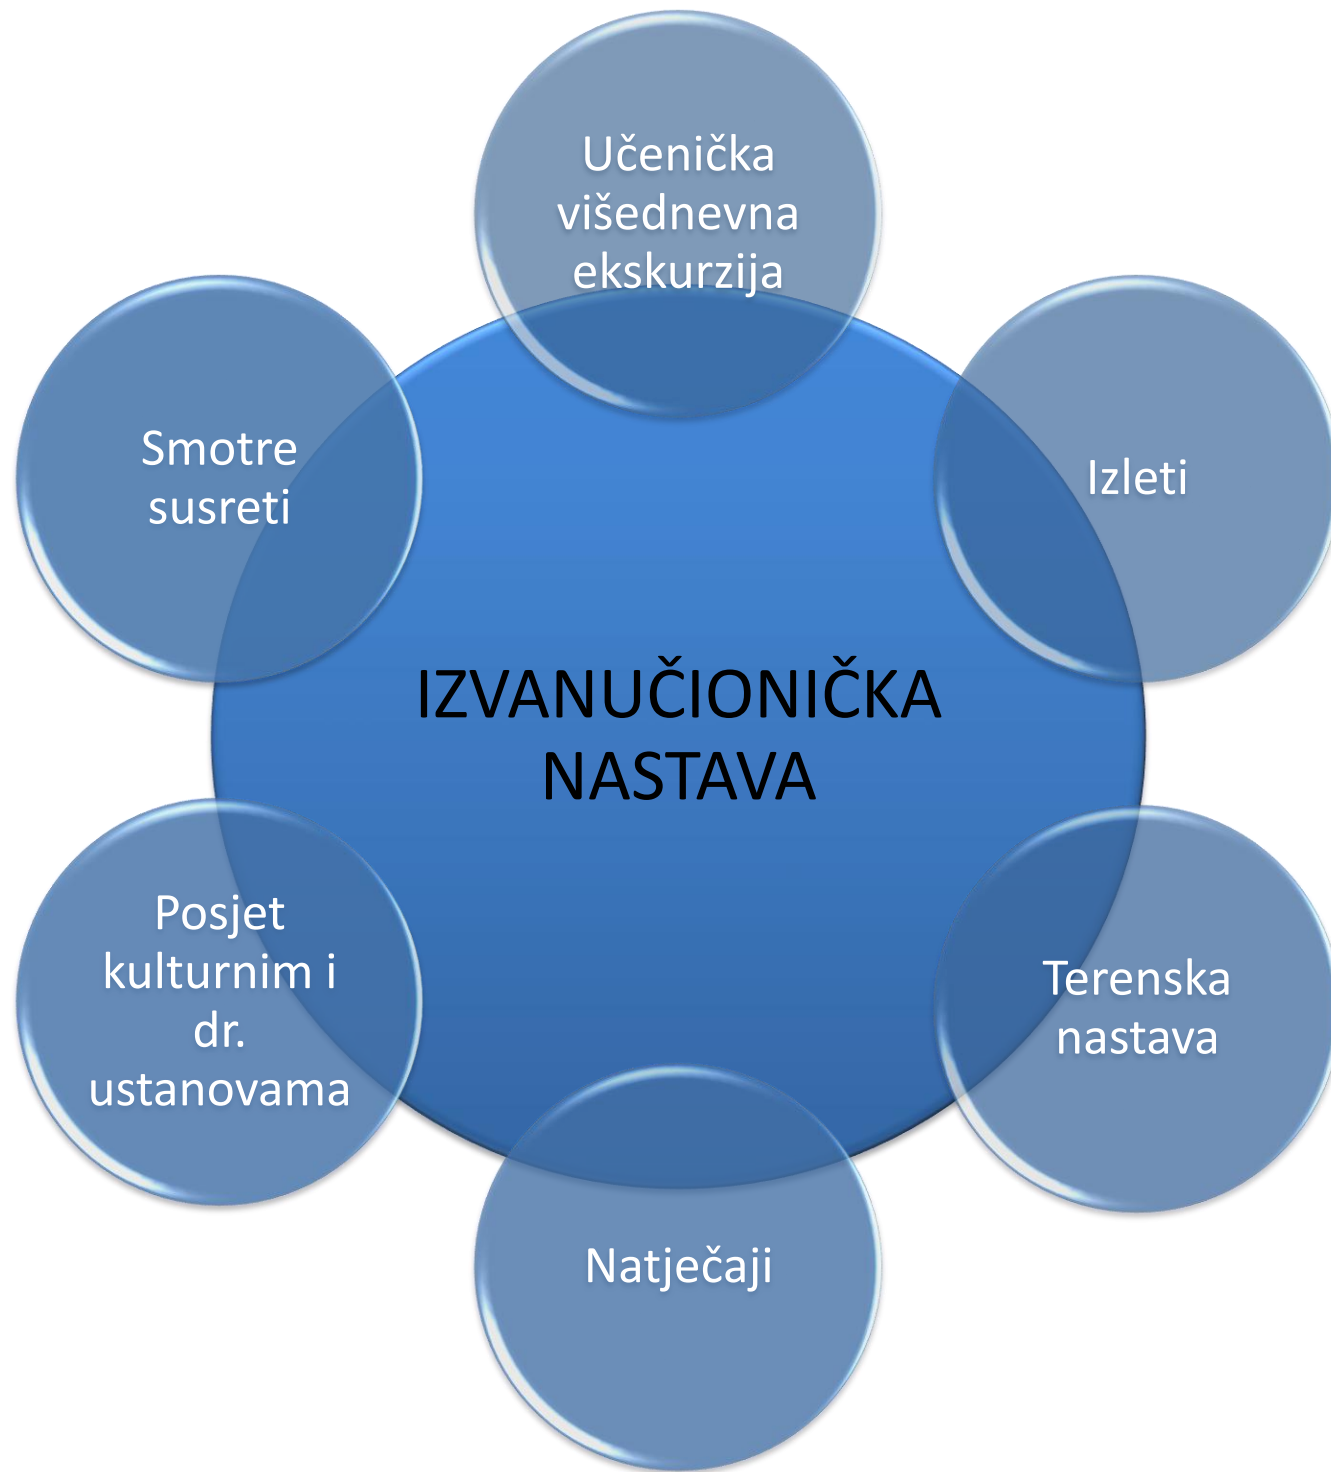 Učenička
višednevna
ekskurzija
Izleti
Terenska
nastava
Natječaji
Posjet
kulturnim i
dr.
ustanovama
Smotre
susreti
IZVANUČIONIČKA
NASTAVA